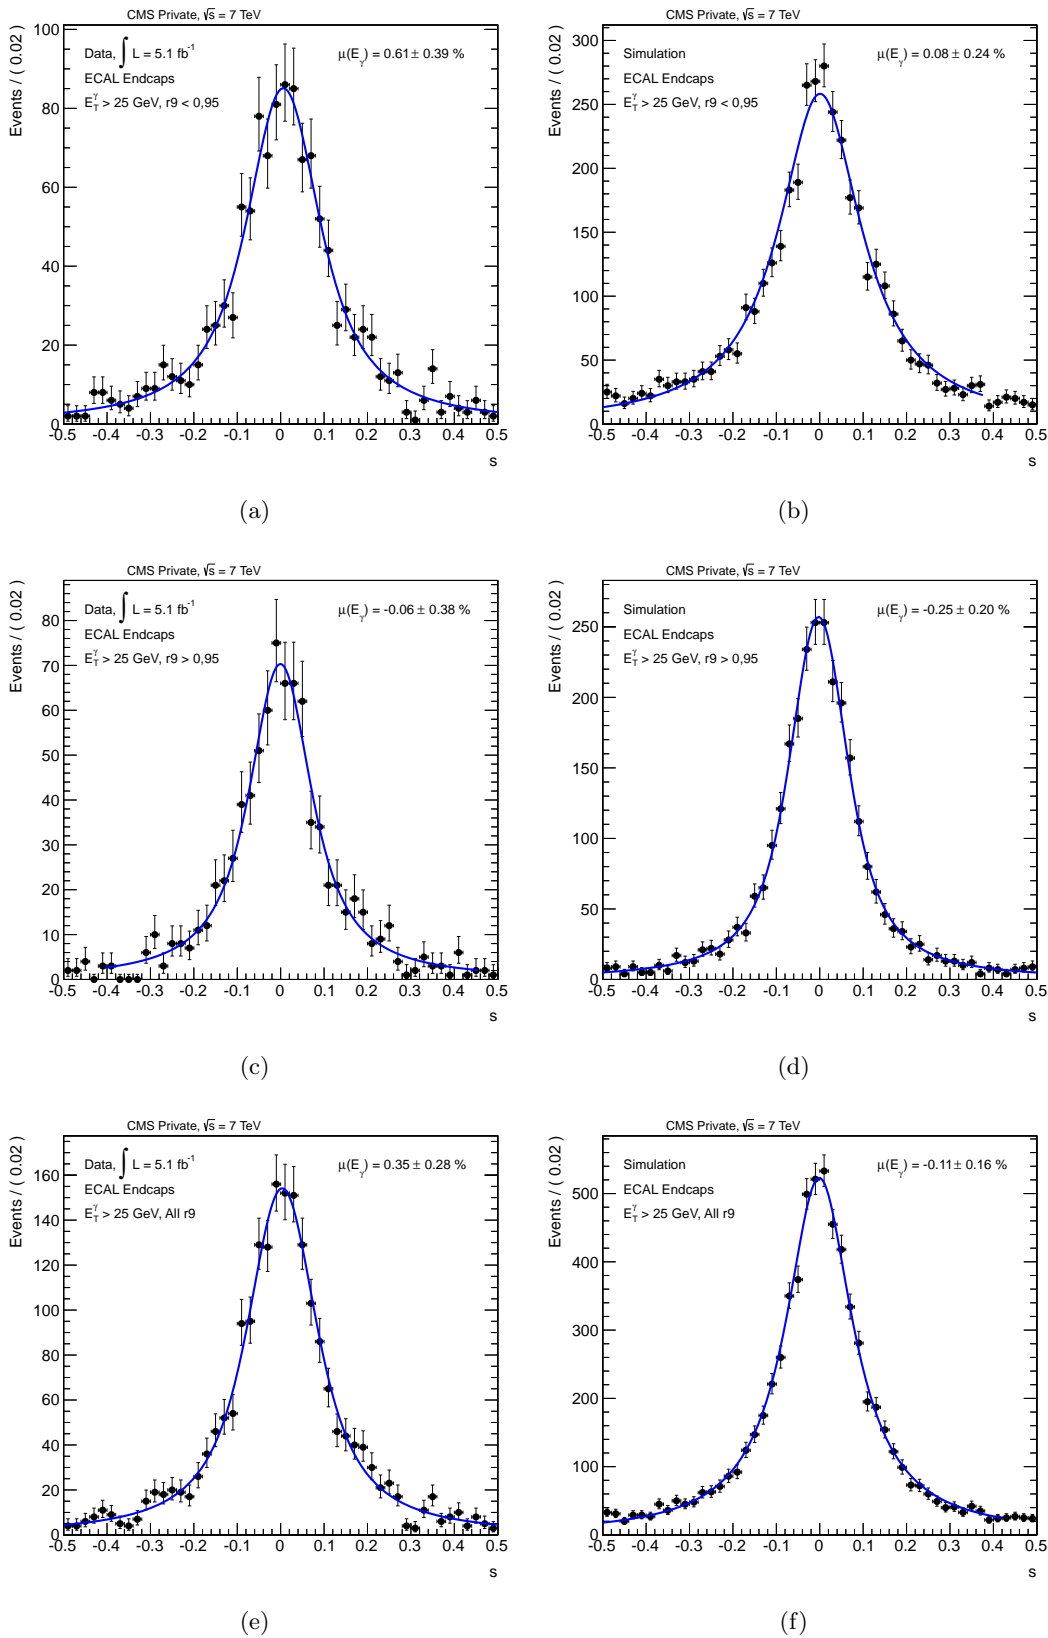 CMS Private, √s = 7 TeV
Events / ( 0.02 )
Data, ∫ L = 5.1 fb⁻¹
μ(E_γ) = 0.61 ± 0.39 %
ECAL Endcaps
E_T^γ > 25 GeV, r9 < 0,95
100
80
60
40
20
0
-0.5 -0.4 -0.3 -0.2 -0.1 0 0.1 0.2 0.3 0.4 0.5
s
(a)
CMS Private, √s = 7 TeV
Events / ( 0.02 )
Simulation
μ(E_γ) = 0.08 ± 0.24 %
ECAL Endcaps
E_T^γ > 25 GeV, r9 < 0,95
300
250
200
150
100
50
0
-0.5 -0.4 -0.3 -0.2 -0.1 0 0.1 0.2 0.3 0.4 0.5
s
(b)
CMS Private, √s = 7 TeV
Events / ( 0.02 )
Data, ∫ L = 5.1 fb⁻¹
μ(E_γ) = -0.06 ± 0.38 %
ECAL Endcaps
E_T^γ > 25 GeV, r9 > 0,95
80
70
60
50
40
30
20
10
0
-0.5 -0.4 -0.3 -0.2 -0.1 0 0.1 0.2 0.3 0.4 0.5
s
(c)
CMS Private, √s = 7 TeV
Events / ( 0.02 )
Simulation
μ(E_γ) = -0.25 ± 0.20 %
ECAL Endcaps
E_T^γ > 25 GeV, r9 > 0,95
250
200
150
100
50
0
-0.5 -0.4 -0.3 -0.2 -0.1 0 0.1 0.2 0.3 0.4 0.5
s
(d)
CMS Private, √s = 7 TeV
Events / ( 0.02 )
Data, ∫ L = 5.1 fb⁻¹
μ(E_γ) = 0.35 ± 0.28 %
ECAL Endcaps
E_T^γ > 25 GeV, All r9
160
140
120
100
80
60
40
20
0
-0.5 -0.4 -0.3 -0.2 -0.1 0 0.1 0.2 0.3 0.4 0.5
s
(e)
CMS Private, √s = 7 TeV
Events / ( 0.02 )
Simulation
μ(E_γ) = -0.11 ± 0.16 %
ECAL Endcaps
E_T^γ > 25 GeV, All r9
500
400
300
200
100
0
-0.5 -0.4 -0.3 -0.2 -0.1 0 0.1 0.2 0.3 0.4 0.5
s
(f)